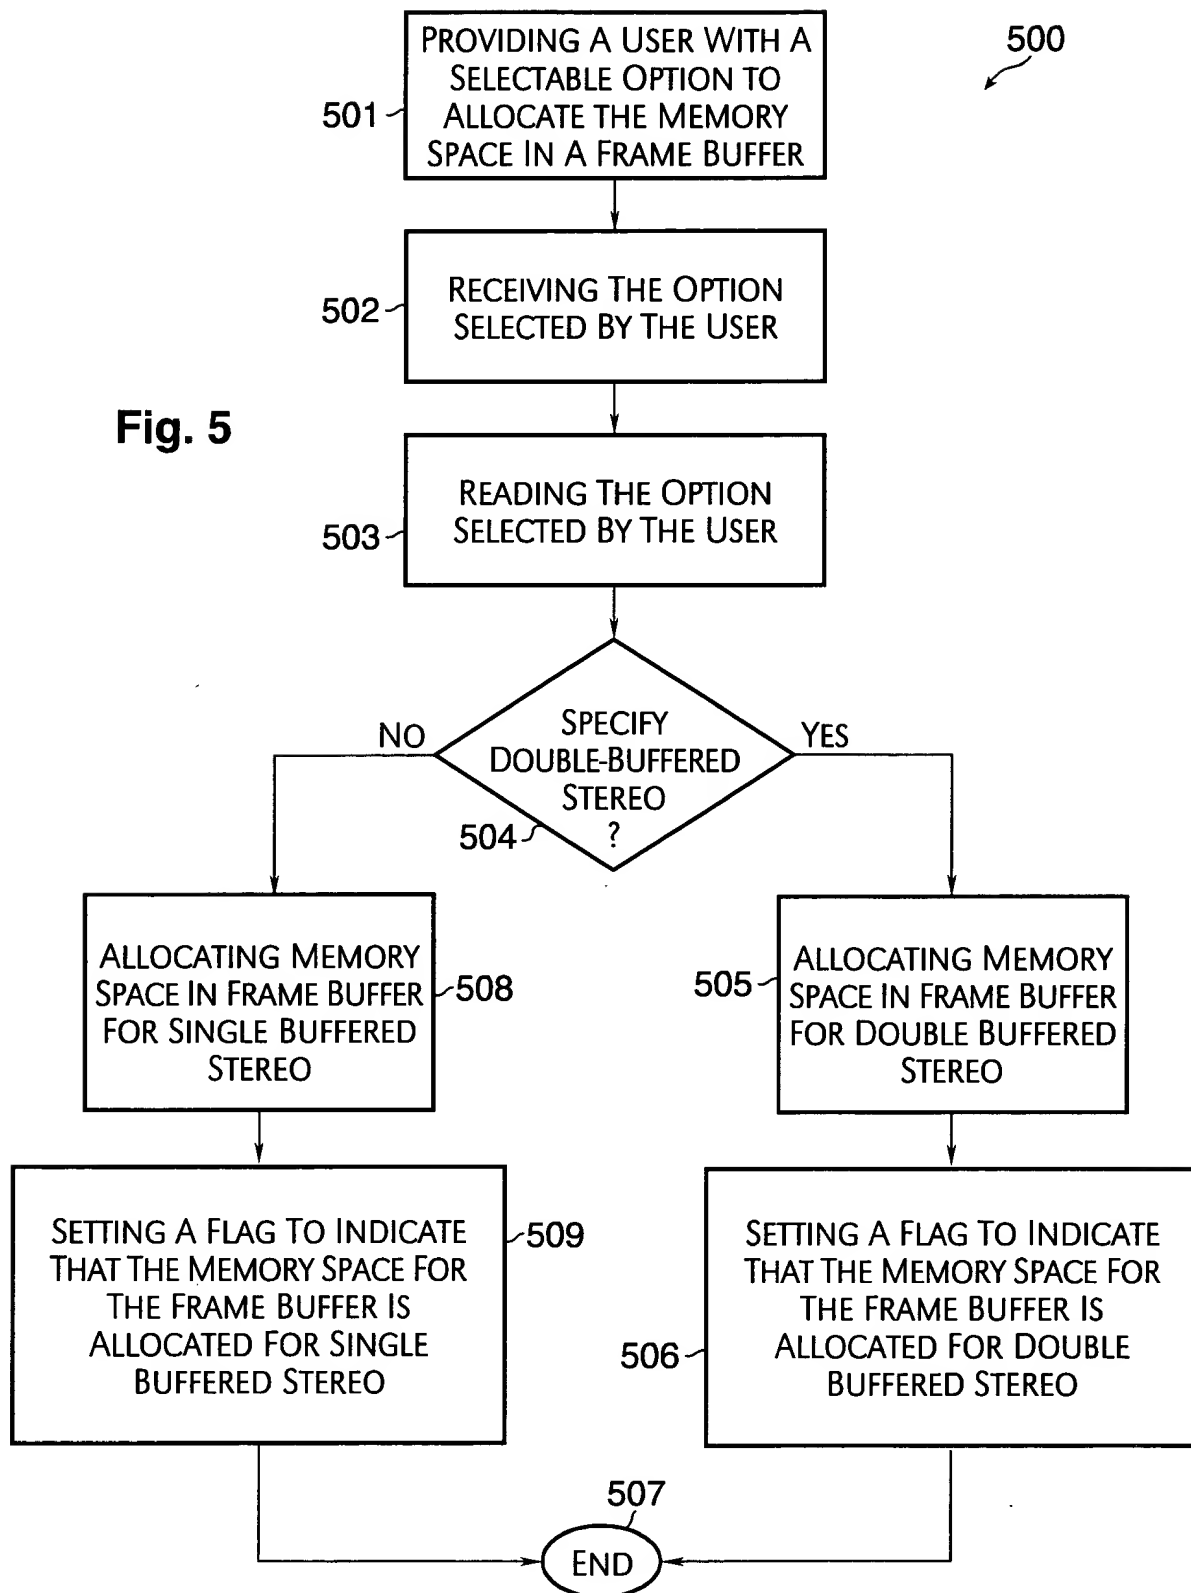 500
PROVIDING A USER WITH A
SELECTABLE OPTION TO
ALLOCATE THE MEMORY
SPACE IN A FRAME BUFFER
501
RECEIVING THE OPTION
SELECTED BY THE USER
502
Fig. 5
READING THE OPTION
SELECTED BY THE USER
503
NO
SPECIFY
DOUBLE-BUFFERED
STEREO
?
YES
504
ALLOCATING MEMORY
SPACE IN FRAME BUFFER
FOR SINGLE BUFFERED
STEREO
508
505
ALLOCATING MEMORY
SPACE IN FRAME BUFFER
FOR DOUBLE BUFFERED
STEREO
SETTING A FLAG TO INDICATE
THAT THE MEMORY SPACE FOR
THE FRAME BUFFER IS
ALLOCATED FOR SINGLE
BUFFERED STEREO
509
506
SETTING A FLAG TO INDICATE
THAT THE MEMORY SPACE FOR
THE FRAME BUFFER IS
ALLOCATED FOR DOUBLE
BUFFERED STEREO
507
END